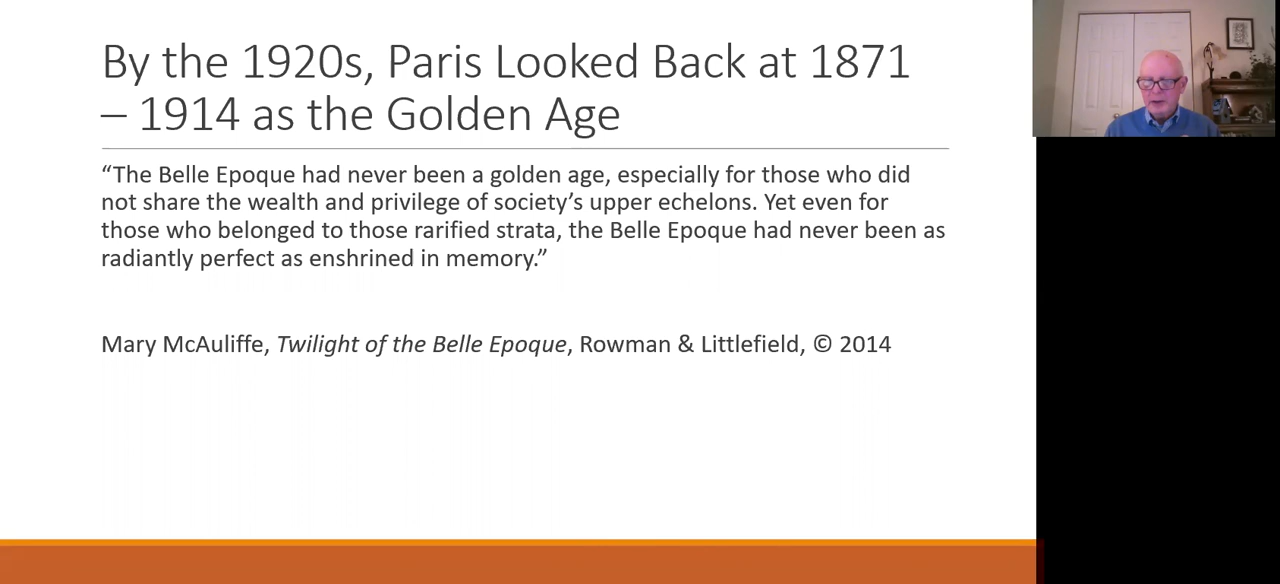 By the 1920s, Paris Looked Back at 1871
– 1914 as the Golden Age
“The Belle Epoque had never been a golden age, especially for those who did
not share the wealth and privilege of society’s upper echelons. Yet even for
those who belonged to those rarified strata, the Belle Epoque had never been as
radiantly perfect as enshrined in memory.”
Mary McAuliffe, Twilight of the Belle Epoque, Rowman & Littlefield, © 2014